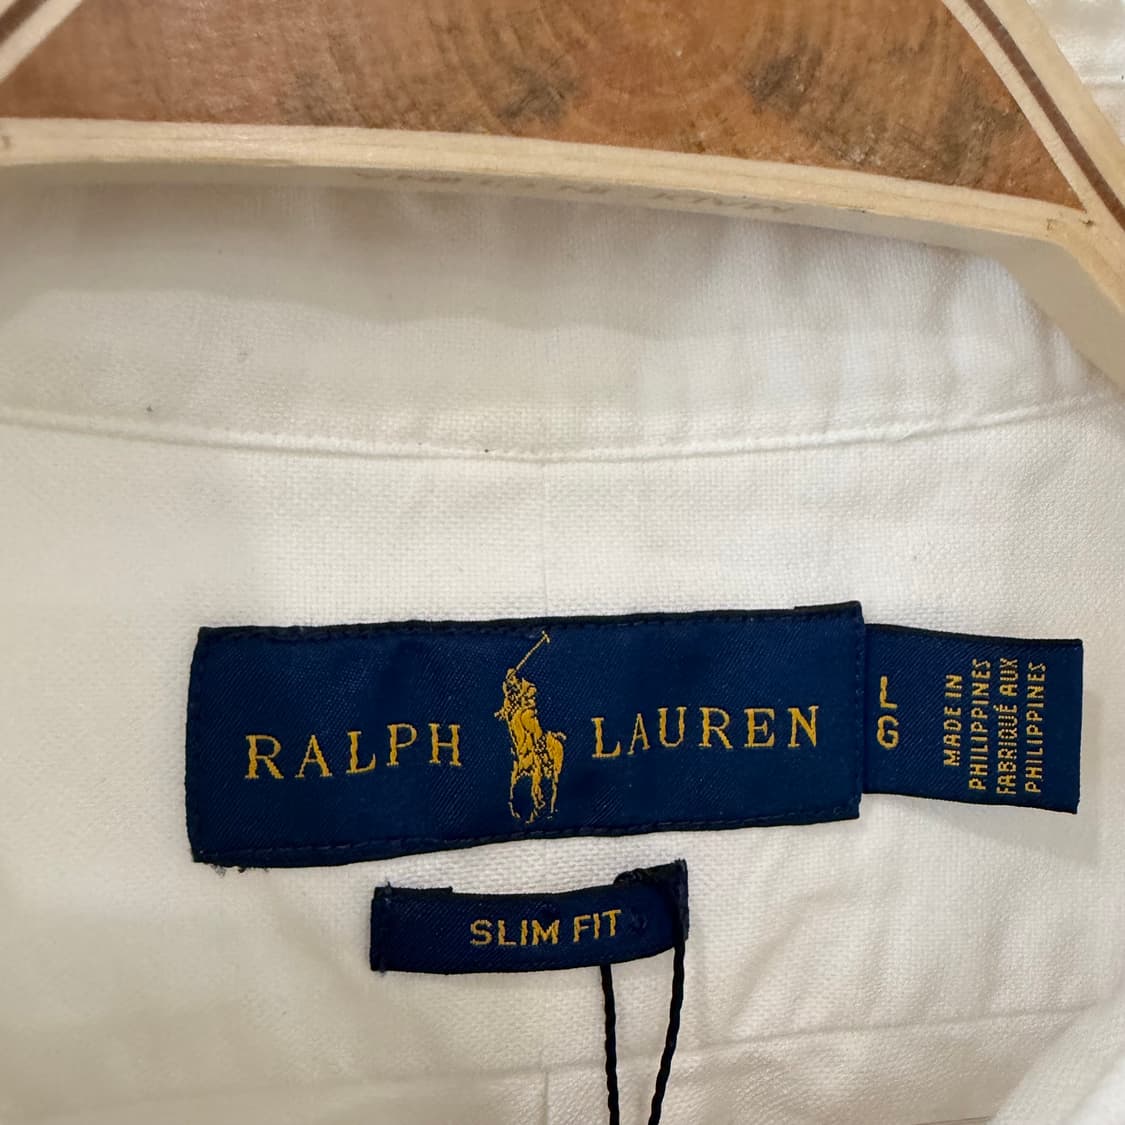 RALPH LAUREN
L
G
MADE IN
PHILIPPINES
FABRIQUÉ AUX
PHILIPPINES
SLIM FIT